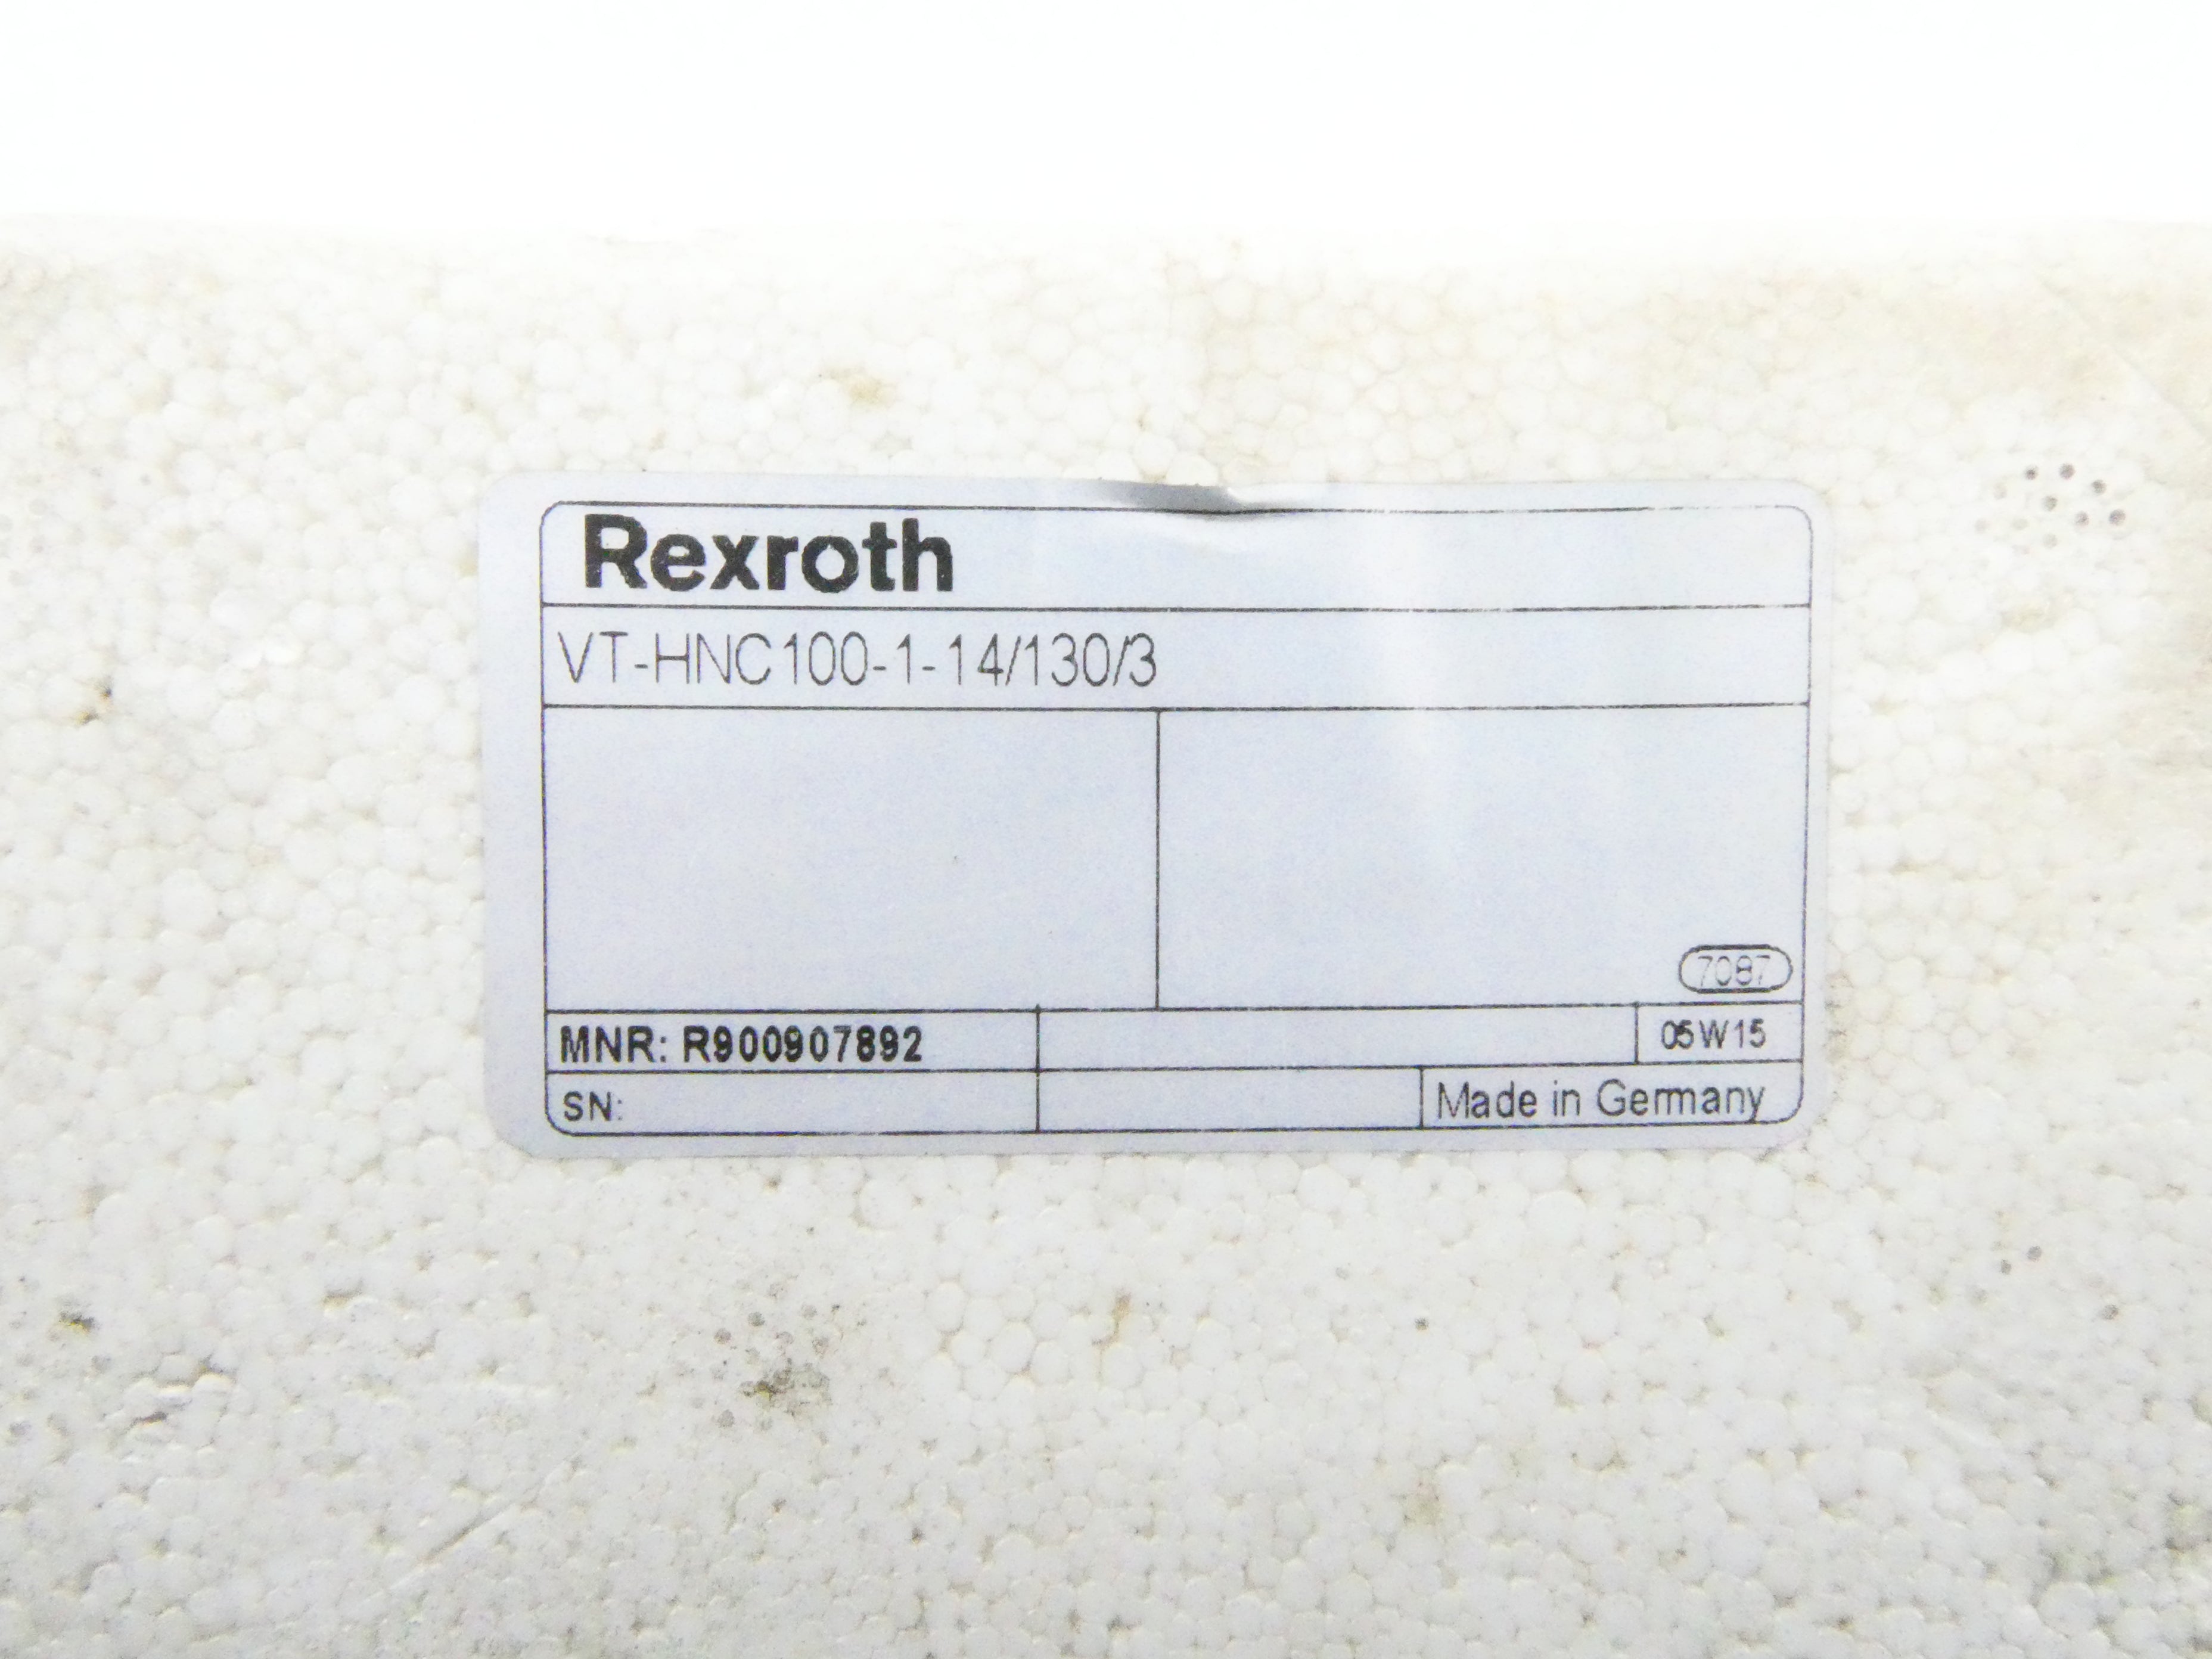 Rexroth
VT-HNC100-1-14/130/3
7087
MNR: R900907892
05W15
SN:
Made in Germany